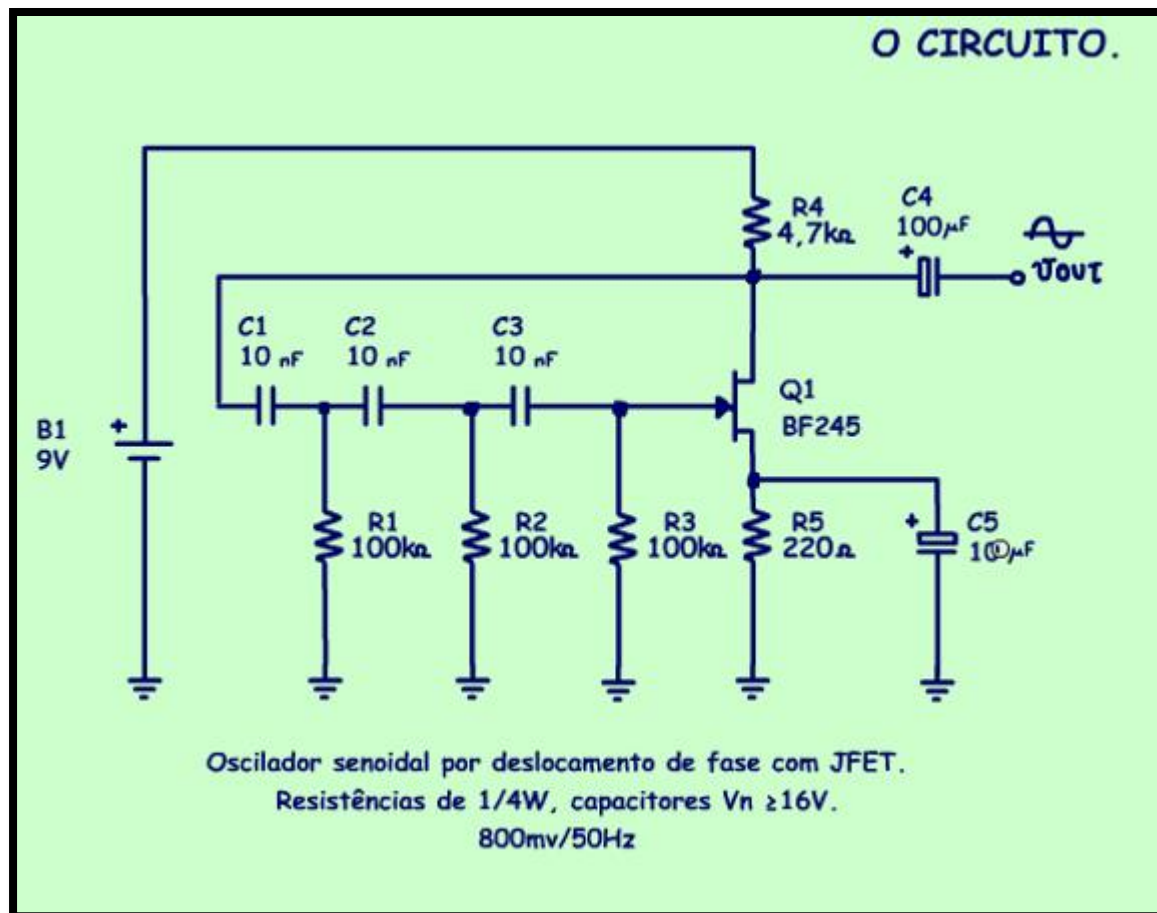 O CIRCUITO.
R4
4,7kΩ
C4
100µF
+
Vout
C1
10 nF
C2
10 nF
C3
10 nF
Q1
BF245
B1
9V
+
R1
100kΩ
R2
100kΩ
R3
100kΩ
R5
220Ω
+
C5
100µF
Oscilador senoidal por deslocamento de fase com JFET.
Resistências de 1/4W, capacitores Vn ≥16V.
800mv/50Hz